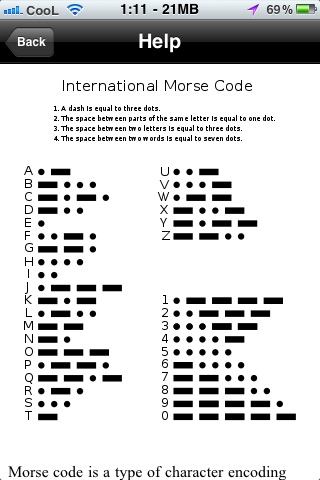 CooL 1:11 - 21MB 69%
Back Help
International Morse Code
1. A dash is equal to three dots.
2. The space between parts of the same letter is equal to one dot.
3. The space between two letters is equal to three dots.
4. The space between two words is equal to seven dots.
A
B
C
D
E
F
G
H
I
J
K
L
M
N
O
P
Q
R
S
T
U
V
W
X
Y
Z
1
2
3
4
5
6
7
8
9
0
Morse code is a type of character encoding